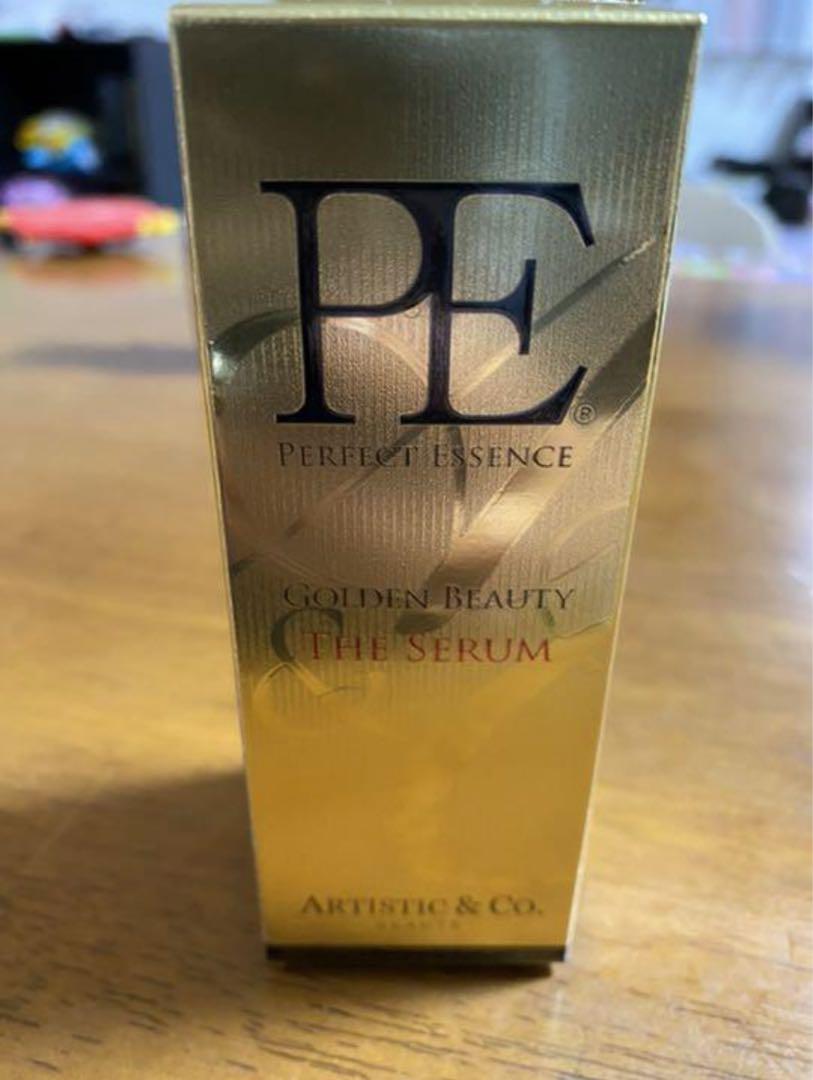 PE®
PERFECT ESSENCE
GOLDEN BEAUTY
THE SERUM
ARTISTIC & CO.